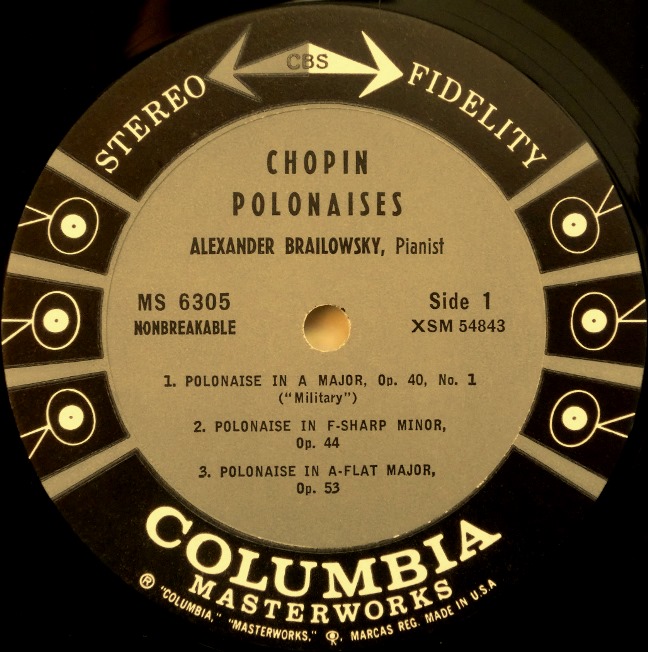 CBS
STEREO FIDELITY
CHOPIN
POLONAISES
ALEXANDER BRAILOWSKY, Pianist
MS 6305
NONBREAKABLE
Side 1
XSM 54843
1. POLONAISE IN A MAJOR, Op. 40, No. 1
("Military")
2. POLONAISE IN F-SHARP MINOR,
Op. 44
3. POLONAISE IN A-FLAT MAJOR,
Op. 53
COLUMBIA
MASTERWORKS
® "COLUMBIA," "MASTERWORKS," MARCAS REG. MADE IN U.S.A